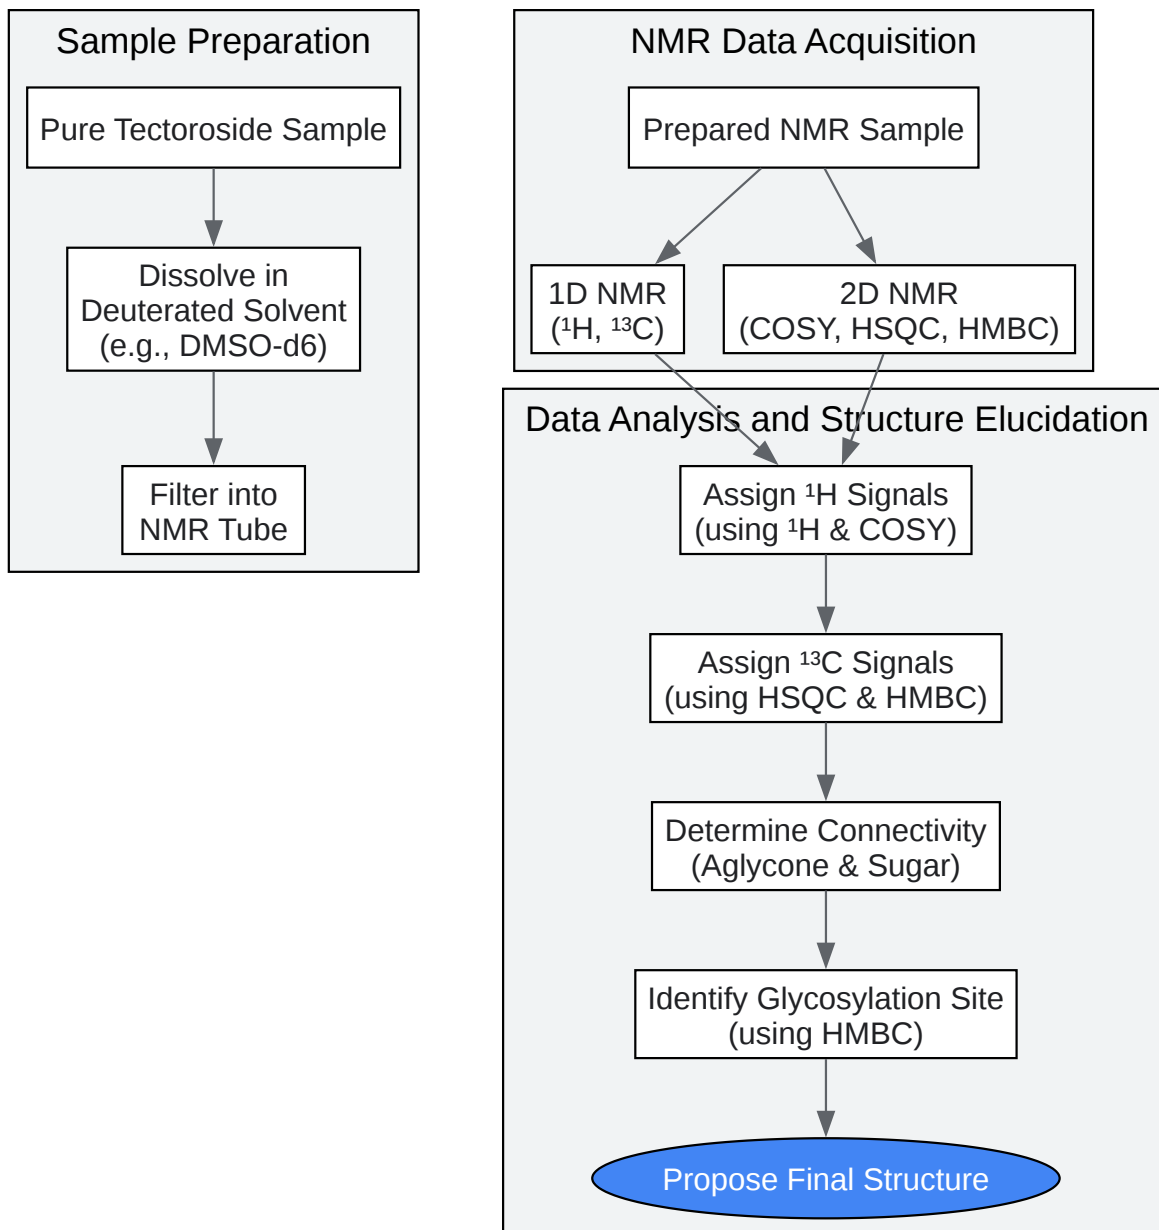 Sample Preparation
Pure Tectoroside Sample
Dissolve in
Deuterated Solvent
(e.g., DMSO-d6)
Filter into
NMR Tube
NMR Data Acquisition
Prepared NMR Sample
1D NMR
(¹H, ¹³C)
2D NMR
(COSY, HSQC, HMBC)
Data Analysis and Structure Elucidation
Assign ¹H Signals
(using ¹H & COSY)
Assign ¹³C Signals
(using HSQC & HMBC)
Determine Connectivity
(Aglycone & Sugar)
Identify Glycosylation Site
(using HMBC)
Propose Final Structure